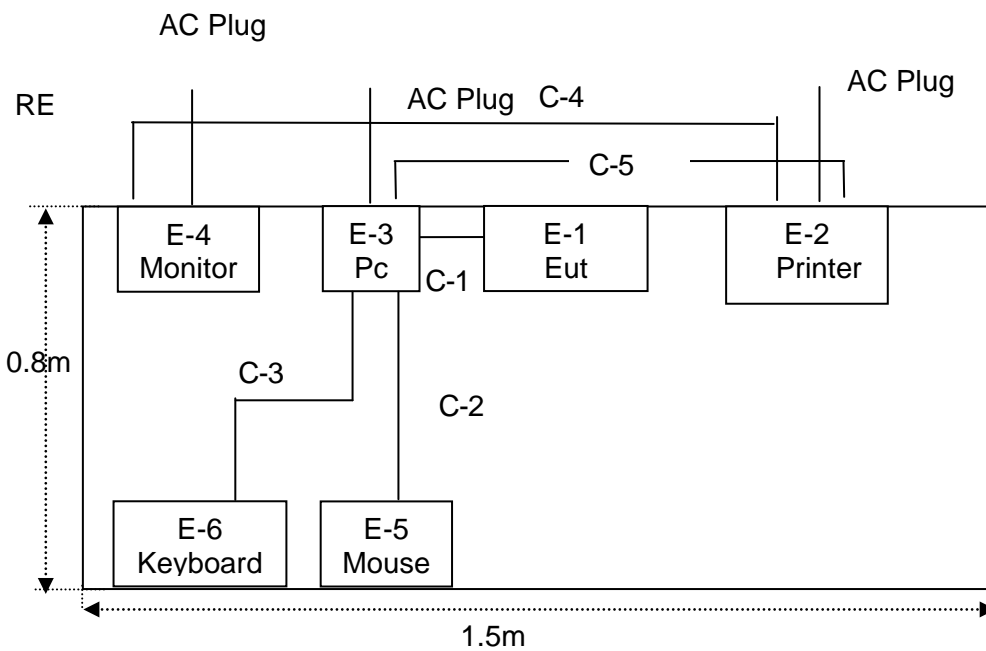 AC Plug
RE
AC Plug
C-4
AC Plug
C-5
E-4
Monitor
E-3
Pc
C-1
E-1
Eut
E-2
Printer
0.8m
C-3
C-2
E-6
Keyboard
E-5
Mouse
1.5m